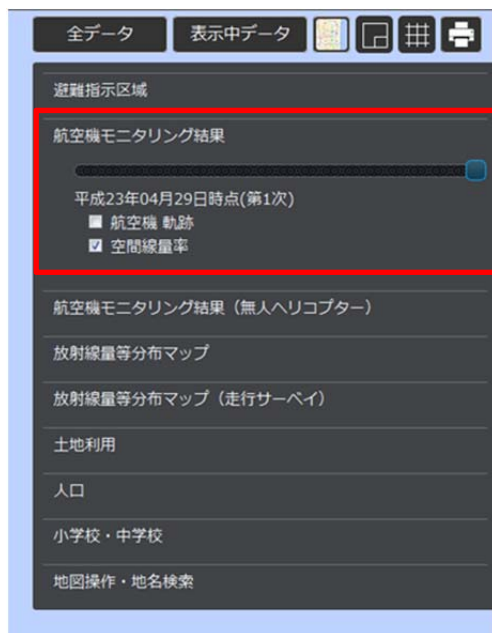 全データ 表示中データ
避難指示区域
航空機モニタリング結果
平成23年04月29日時点(第1次)
航空機 軌跡
空間線量率
航空機モニタリング結果（無人ヘリコプター）
放射線量等分布マップ
放射線量等分布マップ（走行サーベイ）
土地利用
人口
小学校・中学校
地図操作・地名検索